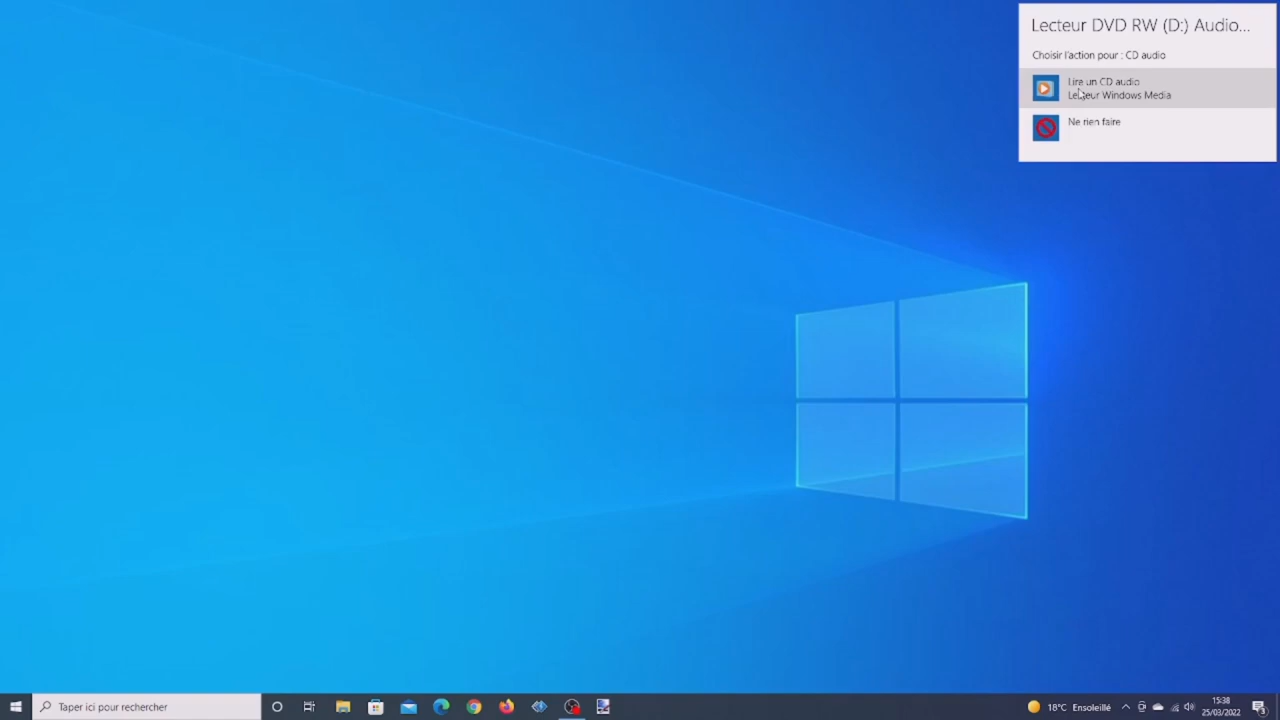 Lecteur DVD RW (D:) Audio...
Choisir l'action pour : CD audio
Lire un CD audio
Lecteur Windows Media
Ne rien faire
Taper ici pour rechercher
18°C Ensoleillé
15:38
25/03/2022
3